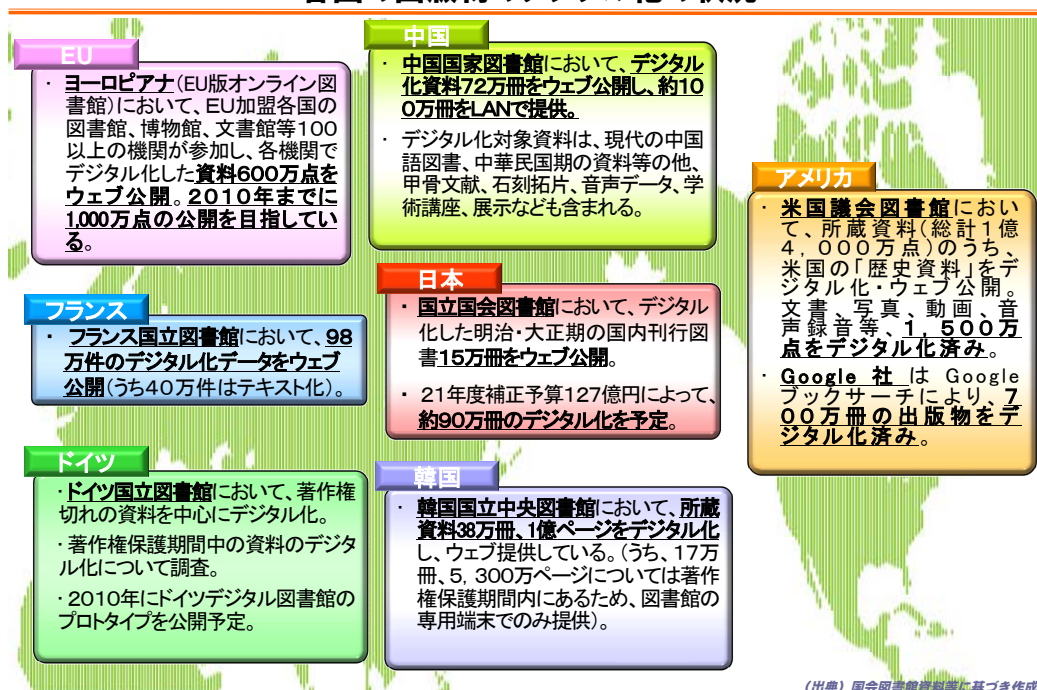 EU
・ ヨーロピアナ(EU版オンライン図
書館)において、EU加盟各国の
図書館、博物館、文書館等100
以上の機関が参加し、各機関で
デジタル化した資料600万点を
ウェブ公開。2010年までに
1,000万点の公開を目指してい
る。
中国
・ 中国国家図書館において、デジタル
化資料72万冊をウェブ公開し、約10
0万冊をLANで提供。
・ デジタル化対象資料は、現代の中国
語図書、中華民国期の資料等の他、
甲骨文献、石刻拓片、音声データ、学
術講座、展示なども含まれる。
アメリカ
・ 米国議会図書館におい
て、所蔵資料(総計1億
4,000万点)のうち、
米国の「歴史資料」をデ
ジタル化・ウェブ公開。
文書、写真、動画、音
声録音等、1,500万
点をデジタル化済み。
・ Google 社 は Google
ブックサーチにより、7
00万冊の出版物をデ
ジタル化済み。
フランス
・ フランス国立図書館において、98
万件のデジタル化データをウェブ
公開(うち40万件はテキスト化)。
日本
・ 国立国会図書館において、デジタル
化した明治・大正期の国内刊行図
書15万冊をウェブ公開。
・ 21年度補正予算127億円によって、
約90万冊のデジタル化を予定。
ドイツ
・ドイツ国立図書館において、著作権
切れの資料を中心にデジタル化。
・著作権保護期間中の資料のデジタ
ル化について調査。
・2010年にドイツデジタル図書館の
プロトタイプを公開予定。
韓国
・ 韓国国立中央図書館において、所蔵
資料38万冊、1億ページをデジタル化
し、ウェブ提供している。(うち、17万
冊、5,300万ページについては著作
権保護期間内にあるため、図書館の
専用端末でのみ提供)。
(出典)国会図書館資料等に基づき作成